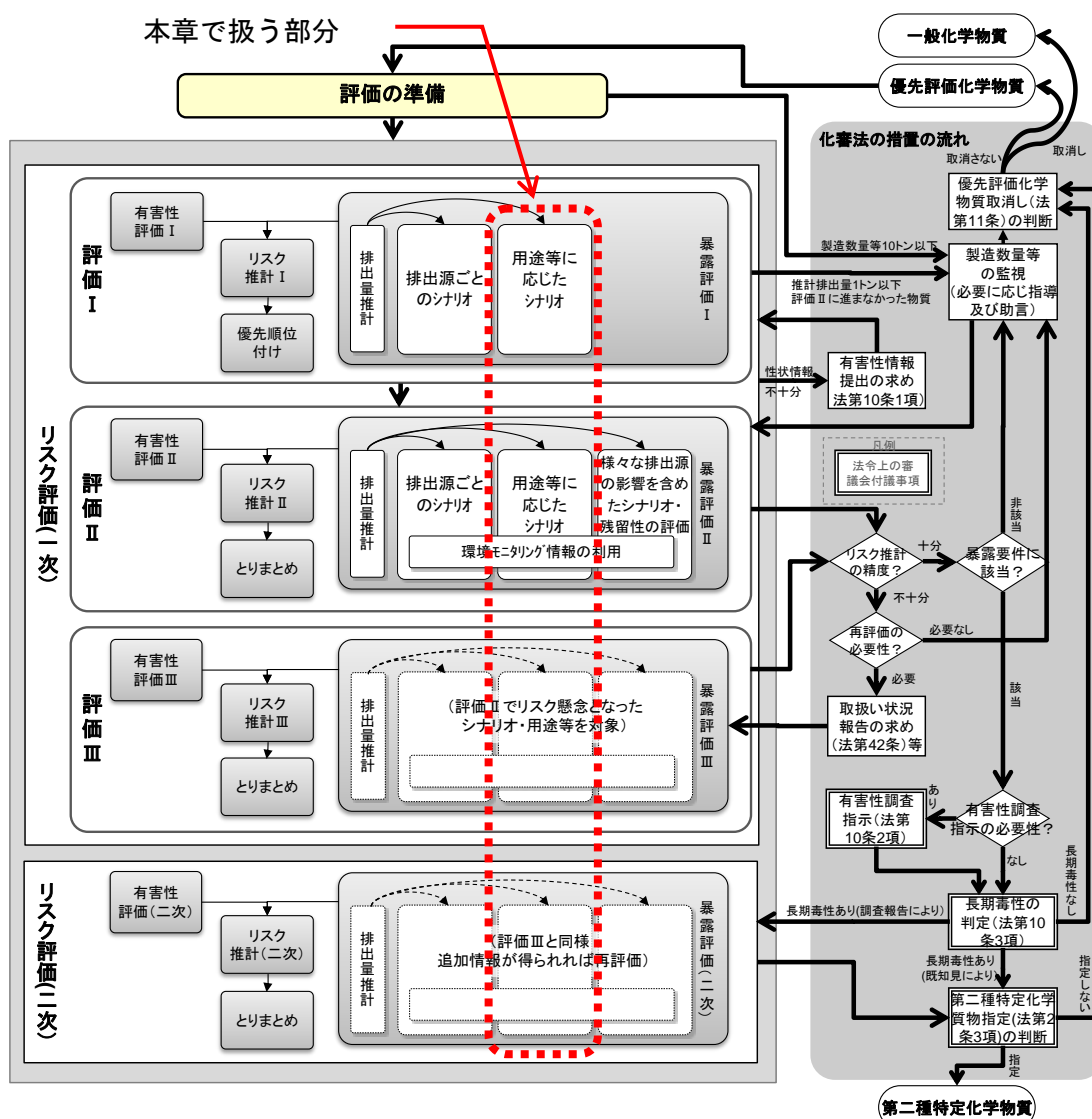 本章で扱う部分
一般化学物質
優先評価化学物質
評価の準備
化審法の措置の流れ
取消さない
取消し
優先評価化学
物質取消し(法
第11条)の判断
製造数量等10トン以下
製造数量等
の監視
(必要に応じ指導
及び助言)
推計排出量1トン以下
評価Ⅱに進まなかった物質
リスク評価(一次)
評価Ⅰ
有害性
評価Ⅰ
リスク
推計Ⅰ
優先順位
付け
排出量推計
排出源ごと
のシナリオ
用途等に
応じた
シナリオ
暴露評価Ⅰ
性状情報
不十分
有害性情報
提出の求め
法第10条1項)
凡例
法令上の審
議会付議事項
評価Ⅱ
有害性
評価Ⅱ
リスク
推計Ⅱ
とりまとめ
排出量推計
排出源ごと
のシナリオ
用途等に
応じた
シナリオ
様々な排出源
の影響を含め
たシナリオ・
残留性の評価
環境モニタリング情報の利用
暴露評価Ⅱ
リスク推計
の精度?
十分
不十分
暴露要件に
該当?
非該当
該当
再評価の
必要性?
必要なし
必要
取扱い状況
報告の求め
(法第42条)等
評価Ⅲ
有害性
評価Ⅲ
リスク
推計Ⅲ
とりまとめ
排出量推計
(評価Ⅱでリスク懸念となった
シナリオ・用途等を対象)
暴露評価Ⅲ
有害性調査
指示(法第
10条2項)
あり
有害性調査
指示の必要性?
なし
長期毒性なし
リスク評価(二次)
有害性
評価(二次)
リスク
推計(二次)
とりまとめ
排出量推計
(評価Ⅲと同様
追加情報が得られれば再評価)
暴露評価(二次)
長期毒性あり(調査報告により)
長期毒性の
判定(法第10
条3項)
長期毒性あり
(既知見により)
指定しない
第二種特定化学
質物指定(法第2
条3項)の判断
指定
第二種特定化学物質